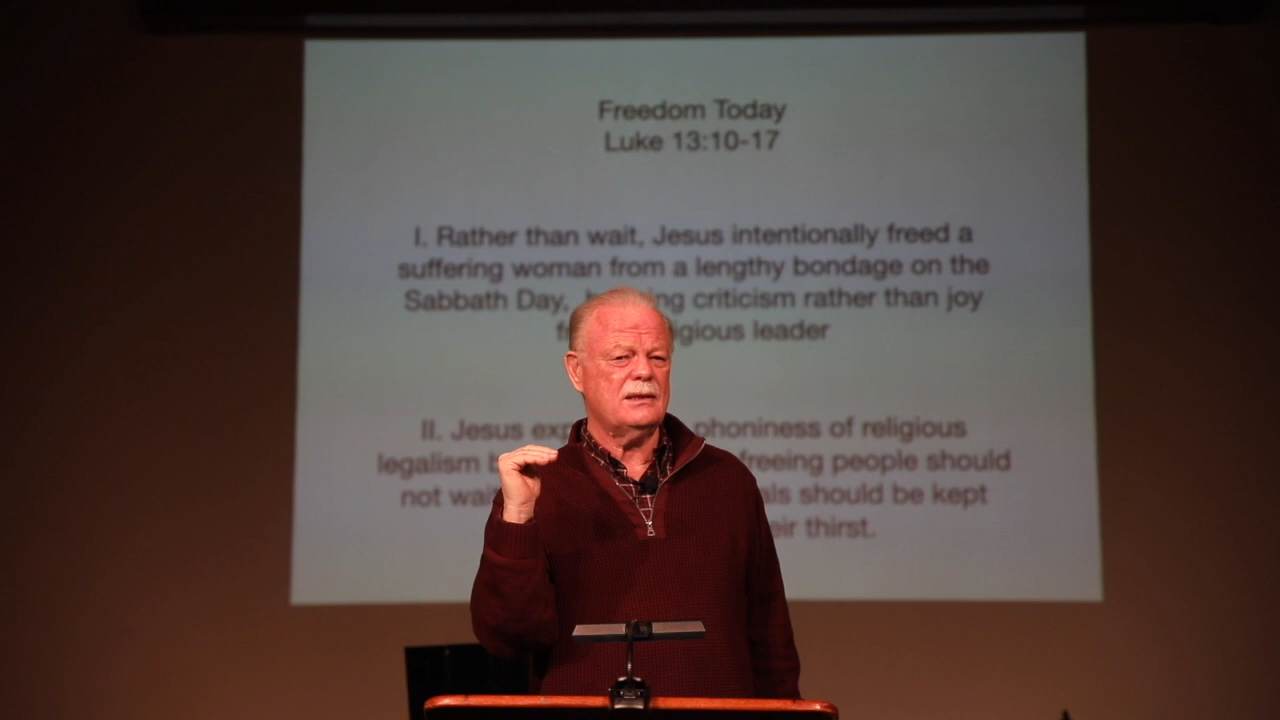 Freedom Today
Luke 13:10-17
I. Rather than wait, Jesus intentionally freed a
suffering woman from a lengthy bondage on the
Sabbath Day, criticism rather than joy
leader
II. Jesus phoniness of religious
legalism freeing people should
not should be kept
thirst.